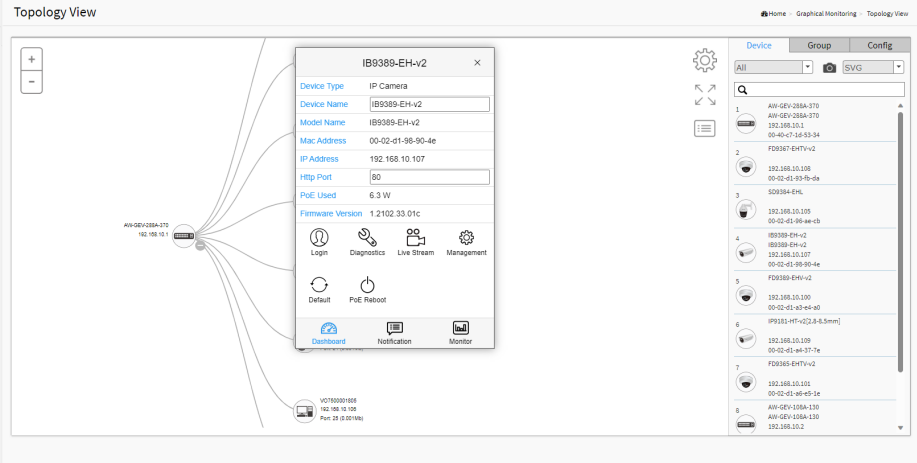 Topology View
Home > Graphical Monitoring > Topology View
+
-
AW-GEV-288A-370
192.168.10.1
VOT500001805
192.168.10.106
Port: 25 (0.001Mb)
IB9389-EH-v2 ×
Device Type IP Camera
Device Name IB9389-EH-v2
Model Name IB9389-EH-v2
Mac Address 00-02-d1-98-90-4e
IP Address 192.168.10.107
Http Port 80
PoE Used 6.3 W
Firmware Version 1.2102.33.01c
Login Diagnostics Live Stream Management
Default PoE Reboot
Dashboard Notification Monitor
Device Group Config
All SVG
1 AW-GEV-288A-370
AW-GEV-288A-370
192.168.10.1
00-40-c7-1d-53-34
2 FD9367-EHTV-v2
192.168.10.108
00-02-d1-93-fb-da
3 SD9384-EHL
192.168.10.105
00-02-d1-96-ae-cb
4 IB9389-EH-v2
IB9389-EH-v2
192.168.10.107
00-02-d1-98-90-4e
5 FD9389-EHV-v2
192.168.10.100
00-02-d1-a3-e4-a0
6 IP9181-HT-v2[2.8-8.5mm]
192.168.10.109
00-02-d1-a4-37-7e
7 FD9365-EHTV-v2
192.168.10.101
00-02-d1-a6-e5-1e
8 AW-GEV-108A-130
AW-GEV-108A-130
192.168.10.2